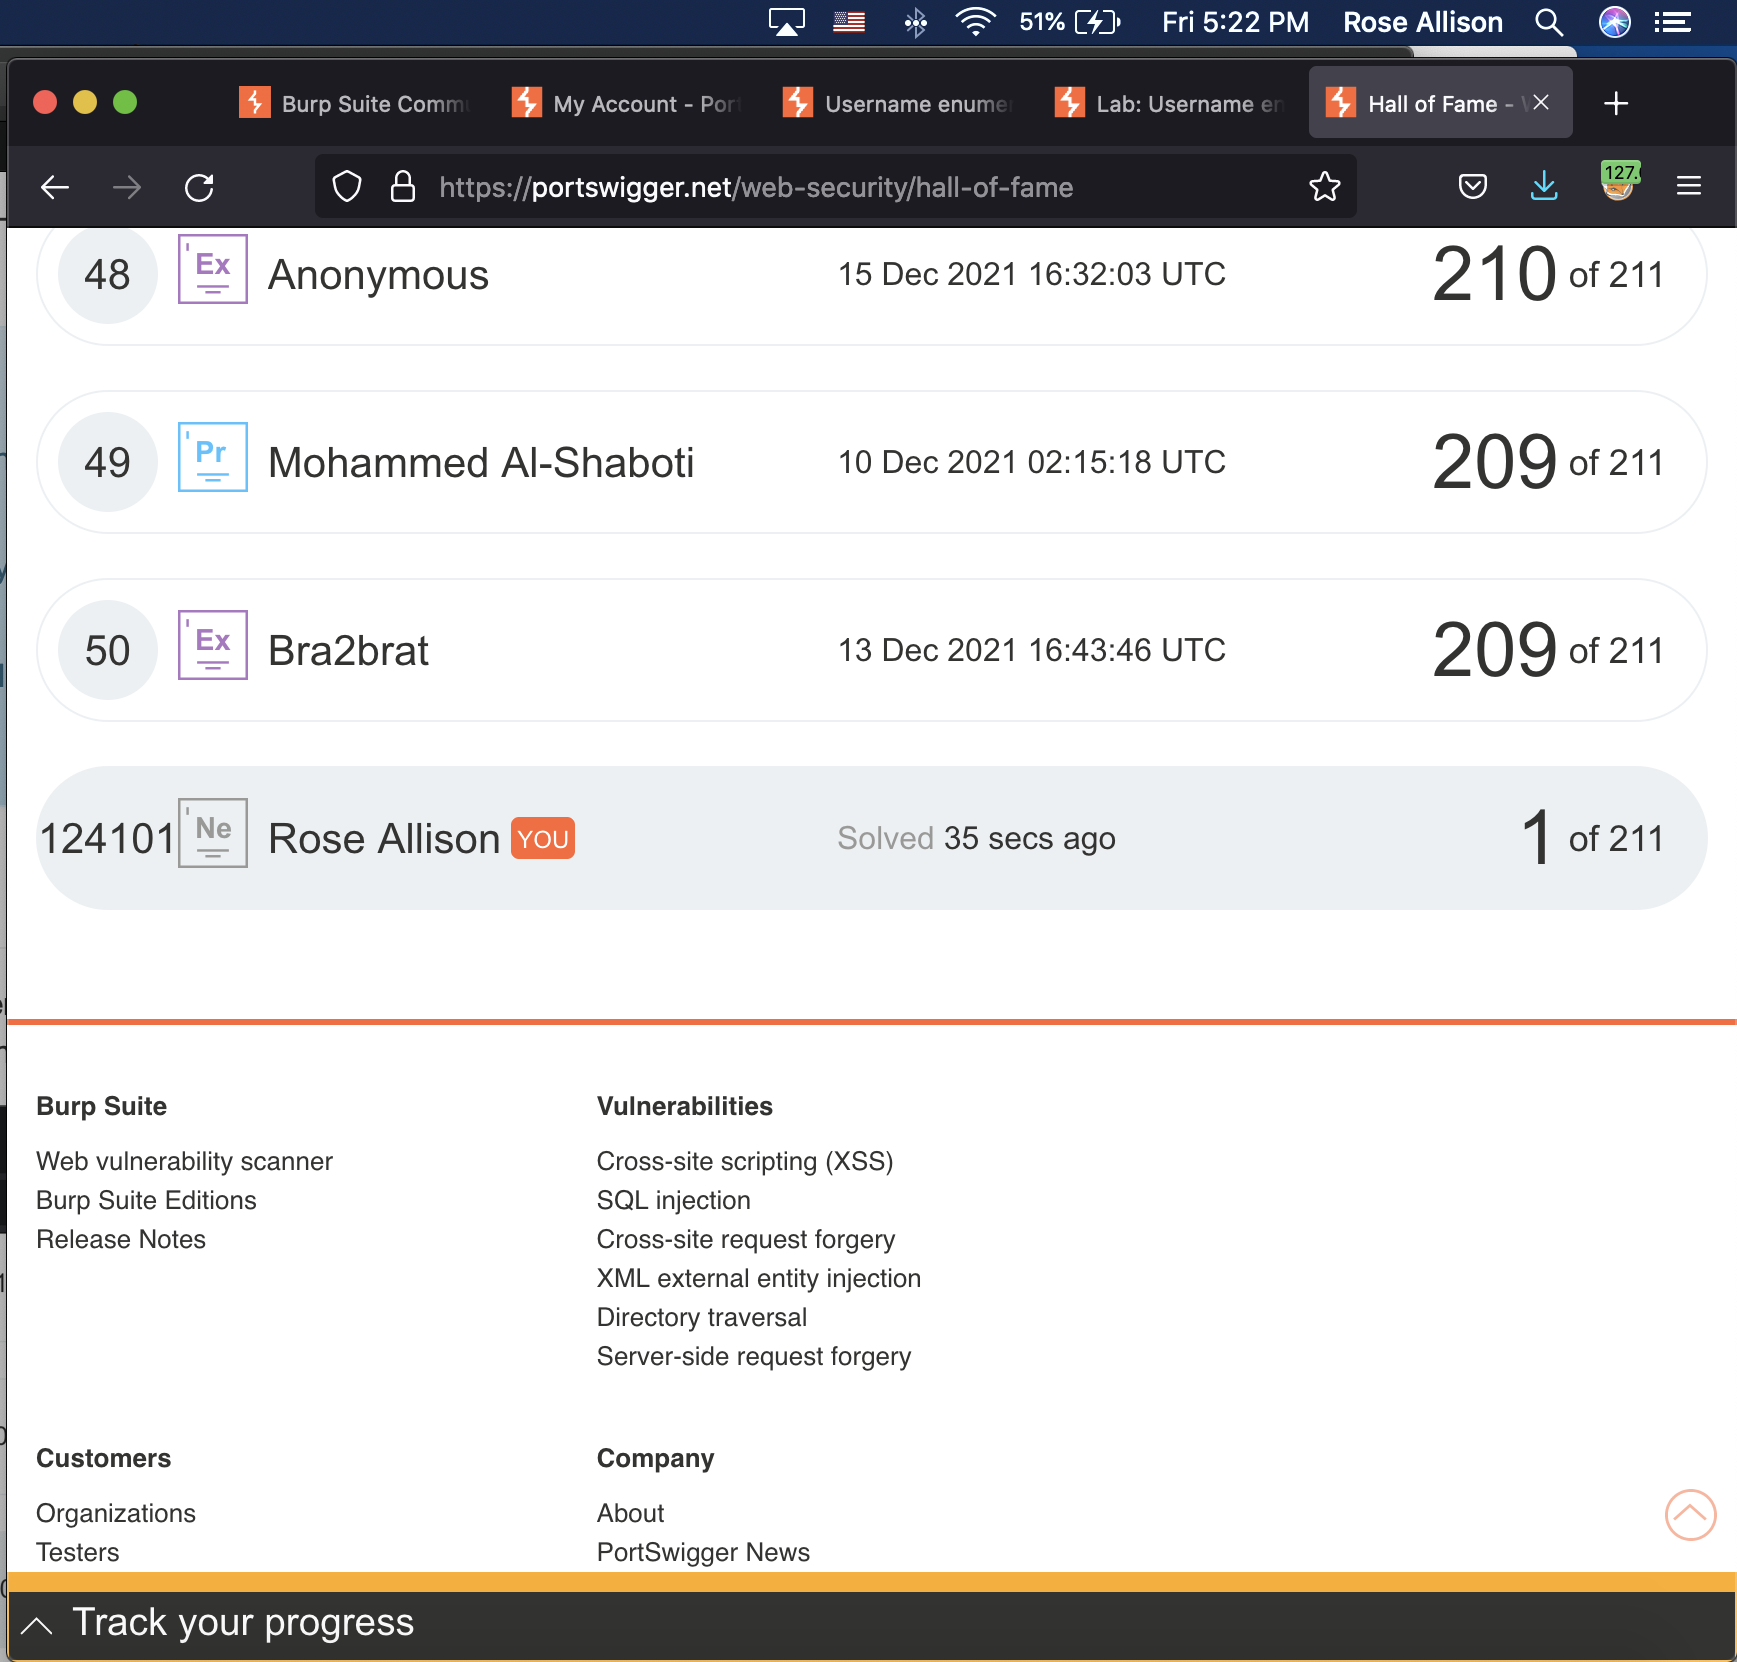 51% Fri 5:22 PM Rose Allison
Burp Suite Comm My Account - Port Username enume Lab: Username en Hall of Fame -
https://portswigger.net/web-security/hall-of-fame 127.
48 Ex Anonymous 15 Dec 2021 16:32:03 UTC 210 of 211
49 Pr Mohammed Al-Shaboti 10 Dec 2021 02:15:18 UTC 209 of 211
50 Ex Bra2brat 13 Dec 2021 16:43:46 UTC 209 of 211
124101 Ne Rose Allison YOU Solved 35 secs ago 1 of 211
Burp Suite Vulnerabilities
Web vulnerability scanner Cross-site scripting (XSS)
Burp Suite Editions SQL injection
Release Notes Cross-site request forgery
XML external entity injection
Directory traversal
Server-side request forgery
Customers Company
Organizations About
Testers PortSwigger News
Track your progress